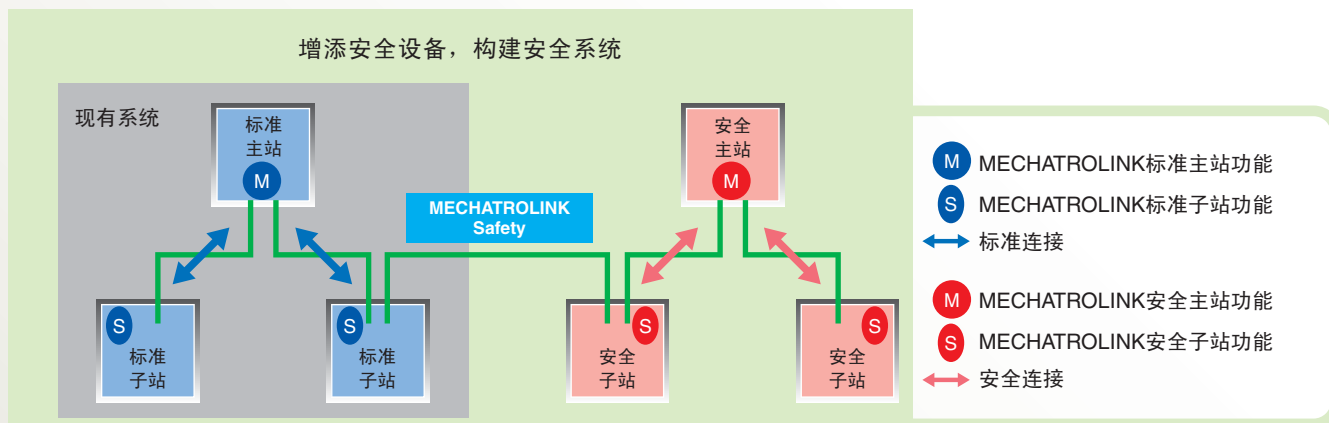 增添安全设备，构建安全系统
现有系统
标准
主站
M
安全
主站
M
MECHATROLINK
Safety
S
标准
子站
S
标准
子站
S
安全
子站
S
安全
子站
M MECHATROLINK标准主站功能
S MECHATROLINK标准子站功能
标准连接
M MECHATROLINK安全主站功能
S MECHATROLINK安全子站功能
安全连接